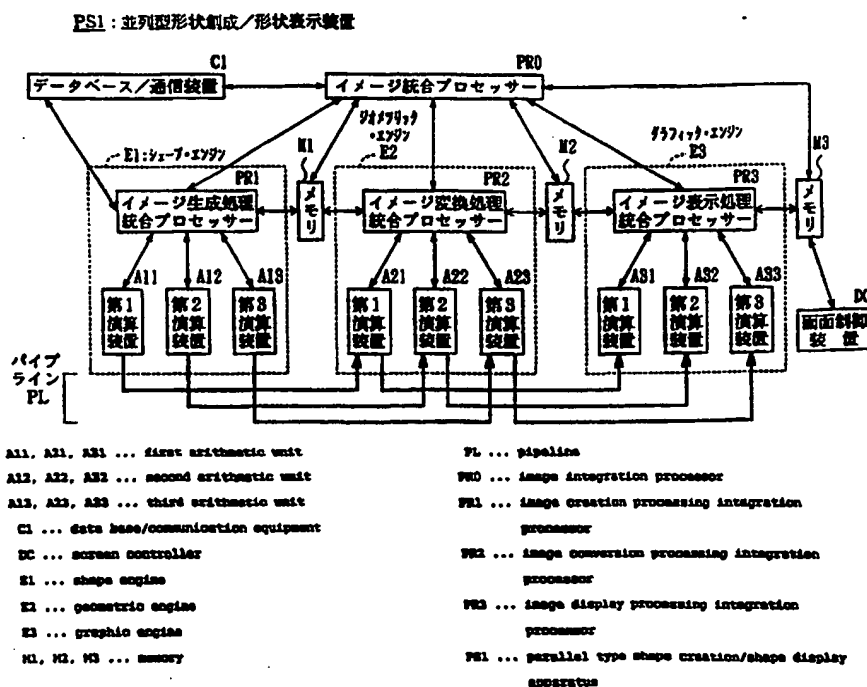 PS1：並列型形状創成／形状表示装置
C1
PR0
データベース／通信装置
イメージ統合プロセッサー
ジオメトリック
・エンジン
E2
グラフィック・エンジン
E3
E1:シェープ・エンジン
M1
M2
M3
PR1
PR2
PR3
イメージ生成処理
統合プロセッサー
メモリ
イメージ変換処理
統合プロセッサー
メモリ
イメージ表示処理
統合プロセッサー
メモリ
A11
A12
A13
A21
A22
A23
A31
A32
A33
DC
第1
演算
装置
第2
演算
装置
第3
演算
装置
第1
演算
装置
第2
演算
装置
第3
演算
装置
第1
演算
装置
第2
演算
装置
第3
演算
装置
画面制御
装 置
パイプ
ライン
PL
A11, A21, A31 ... first arithmetic unit
A12, A22, A32 ... second arithmetic unit
A13, A23, A33 ... third arithmetic unit
C1 ... data base/communication equipment
DC ... screen controller
E1 ... shape engine
E2 ... geometric engine
E3 ... graphic engine
M1, M2, M3 ... memory
PL ... pipeline
PR0 ... image integration processor
PR1 ... image creation processing integration
processor
PR2 ... image conversion processing integration
processor
PR3 ... image display processing integration
processor
PS1 ... parallel type shape creation/shape display
apparatus